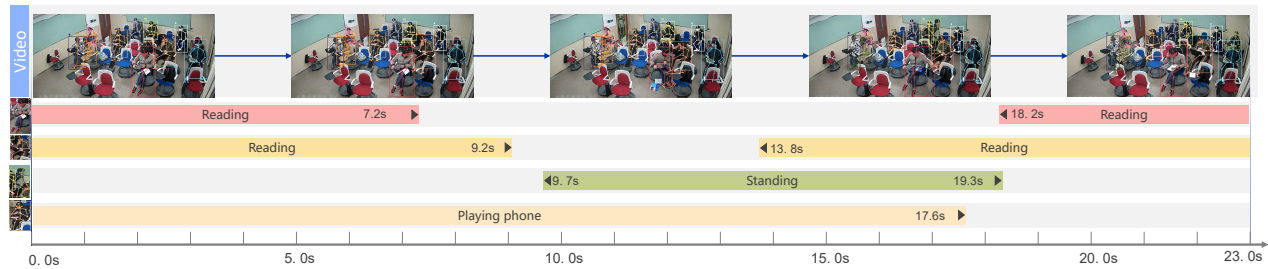 Video
Reading 7.2s 18. 2s Reading
Reading 9.2s 13. 8s Reading
9. 7s Standing 19.3s
Playing phone 17.6s
0. 0s 5. 0s 10. 0s 15. 0s 20. 0s 23. 0s